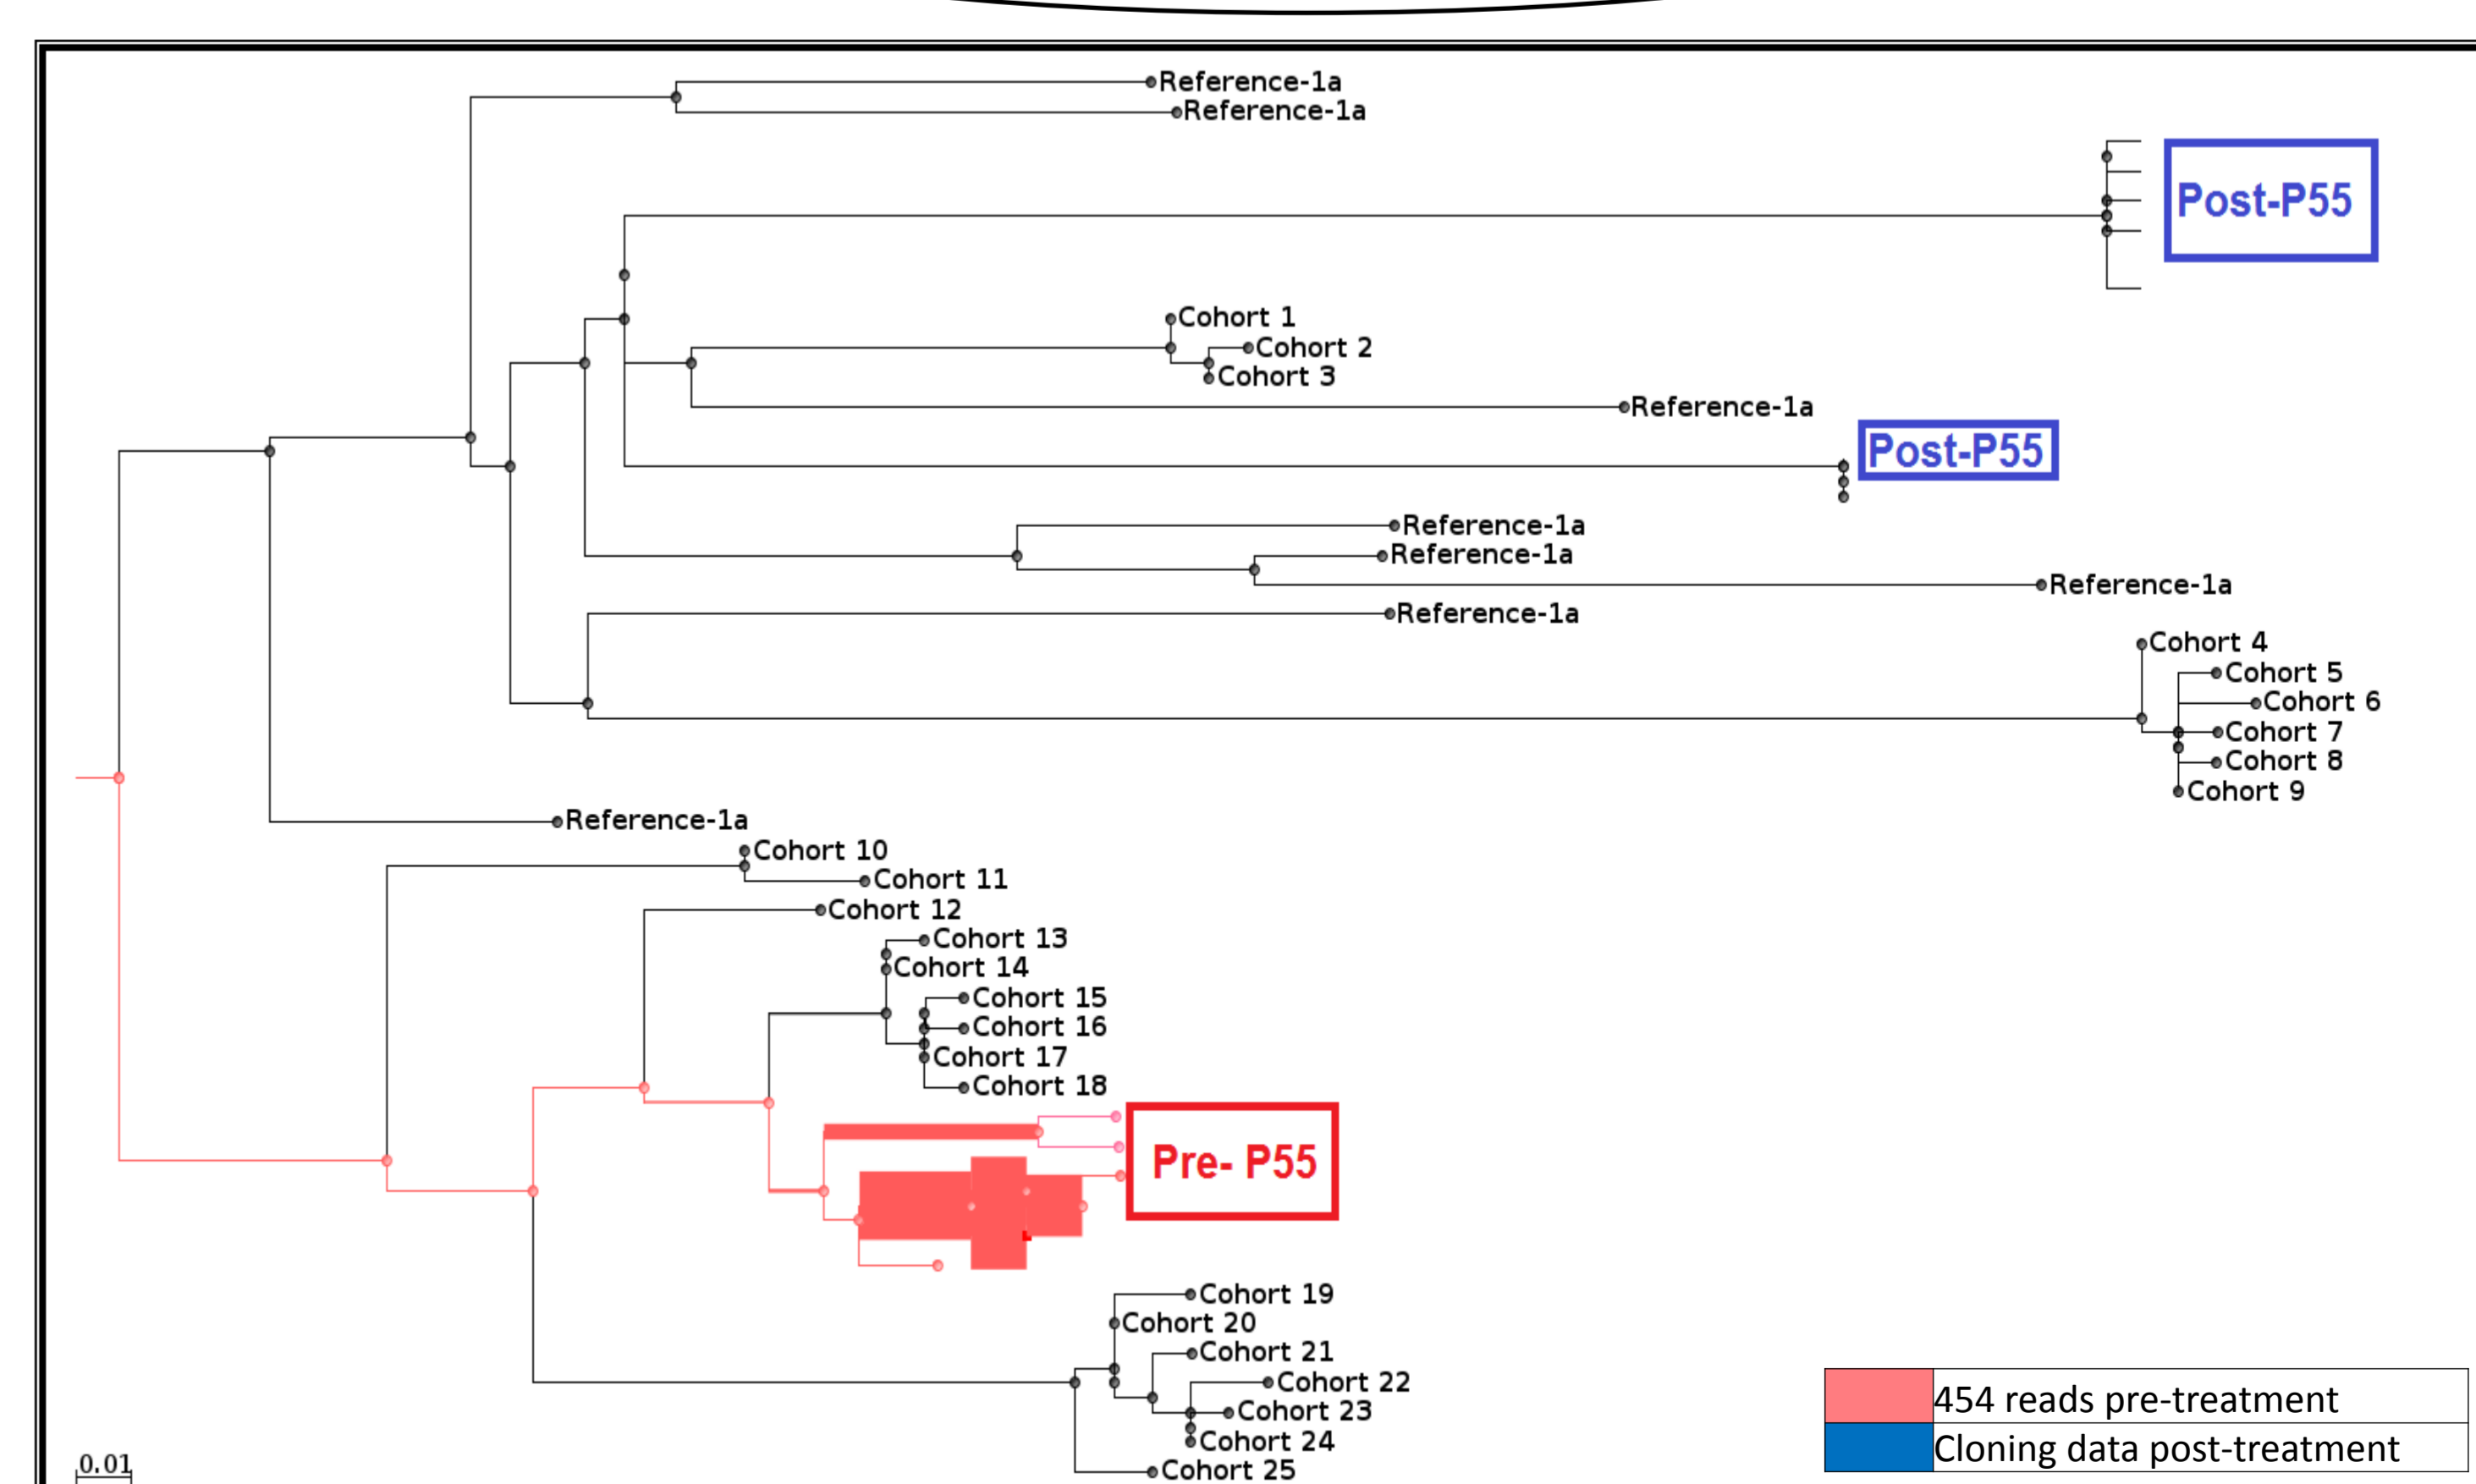 Reference-1a
Reference-1a
Post-P55
Cohort 1
Cohort 2
Cohort 3
Reference-1a
Post-P55
Reference-1a
Reference-1a
Reference-1a
Reference-1a
Cohort 4
Cohort 5
Cohort 6
Cohort 7
Cohort 8
Cohort 9
Reference-1a
Cohort 10
Cohort 11
Cohort 12
Cohort 13
Cohort 14
Cohort 15
Cohort 16
Cohort 17
Cohort 18
Pre- P55
Cohort 19
Cohort 20
Cohort 21
Cohort 22
Cohort 23
Cohort 24
Cohort 25
454 reads pre-treatment
Cloning data post-treatment
0.01